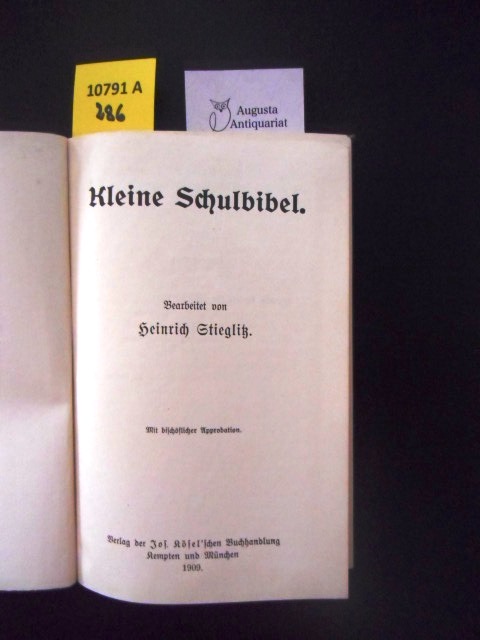 10791 A
286
Augusta
Antiquariat
Kleine Schulbibel.
Bearbeitet von
Heinrich Stieglitz.
Mit bischöflicher Approbation.
Verlag der Jos. Kösel'schen Buchhandlung
Kempten und München
1909.